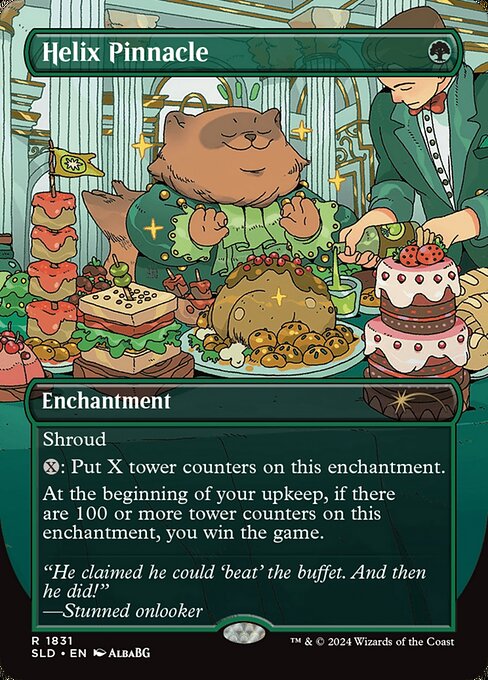 Helix Pinnacle
Enchantment
Shroud
X: Put X tower counters on this enchantment.
At the beginning of your upkeep, if there
are 100 or more tower counters on this
enchantment, you win the game.
“He claimed he could ‘beat’ the buffet. And then
he did!”
—Stunned onlooker
R 1831
SLD • EN AlbaBG
™ & © 2024 Wizards of the Coast